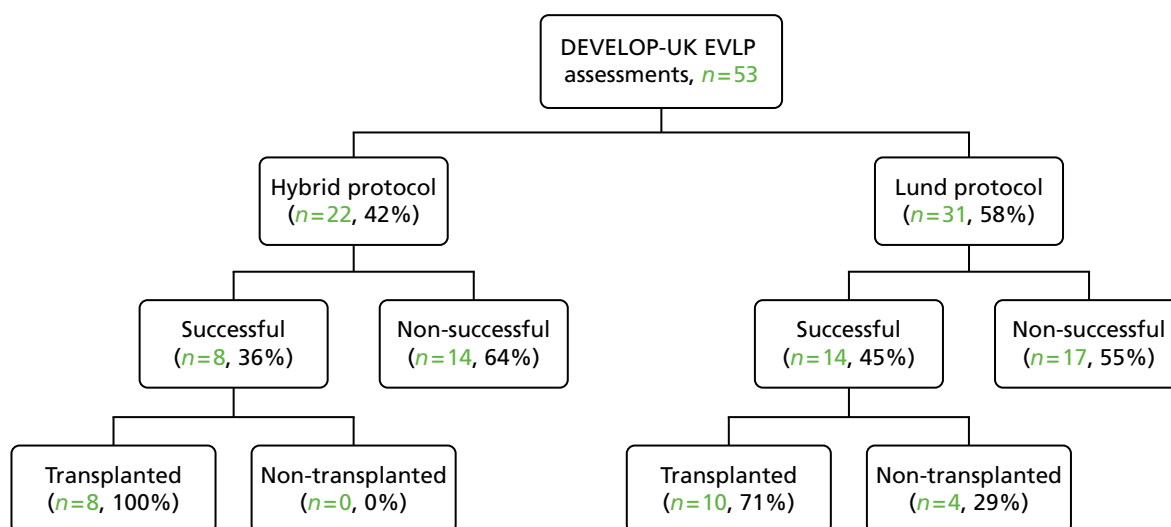 DEVELOP-UK EVLP
assessments, n=53
Hybrid protocol
(n=22, 42%)
Lund protocol
(n=31, 58%)
Successful
(n=8, 36%)
Non-successful
(n=14, 64%)
Successful
(n=14, 45%)
Non-successful
(n=17, 55%)
Transplanted
(n=8, 100%)
Non-transplanted
(n=0, 0%)
Transplanted
(n=10, 71%)
Non-transplanted
(n=4, 29%)